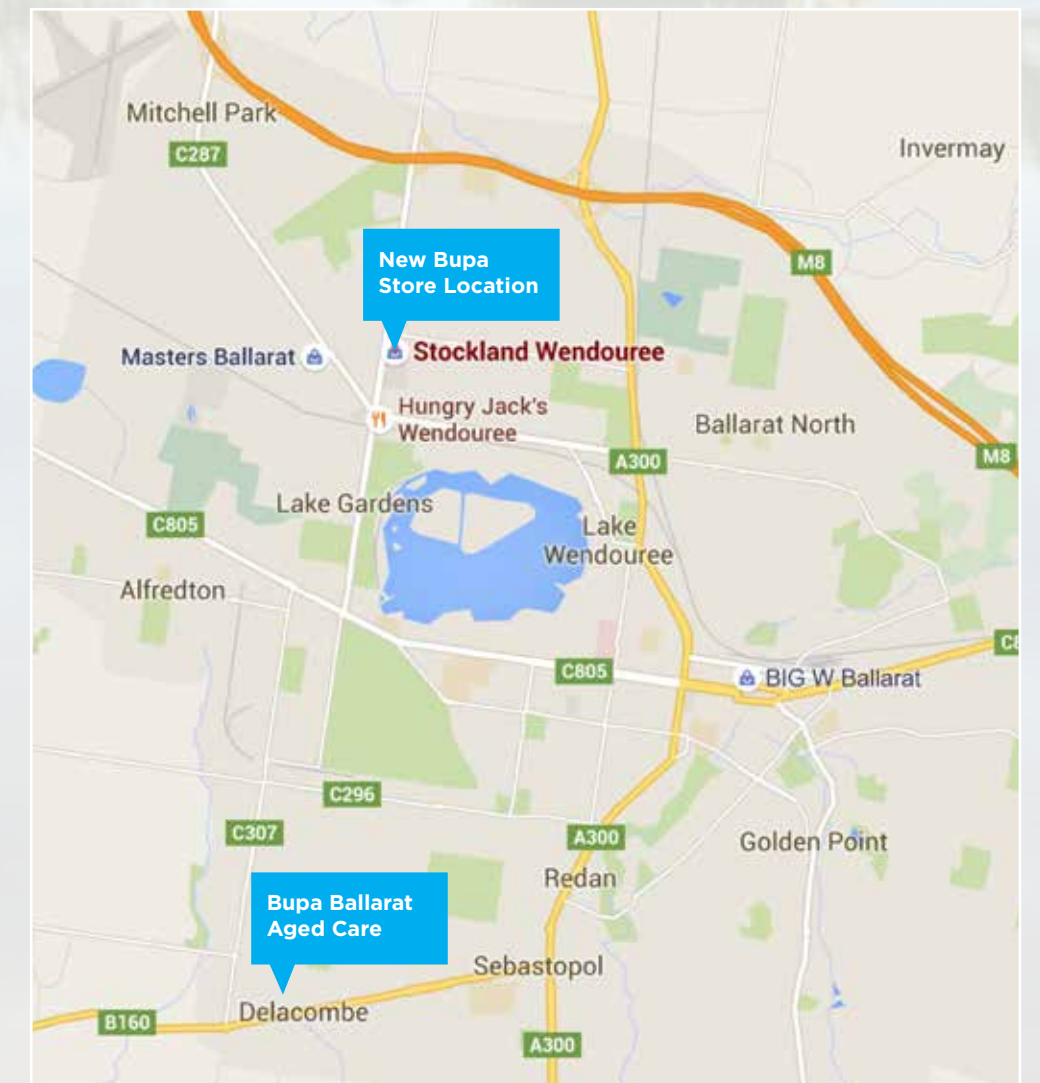 Mitchell Park
C287
Invermay
New Bupa
Store Location
M8
Masters Ballarat
Stockland Wendouree
Hungry Jack's
Wendouree
Ballarat North
A300
M8
Lake Gardens
C805
Lake
Wendouree
Alfredton
C8
C805
BIG W Ballarat
C296
C307
A300
Golden Point
Redan
Bupa Ballarat
Aged Care
Sebastopol
Delacombe
B160
A300